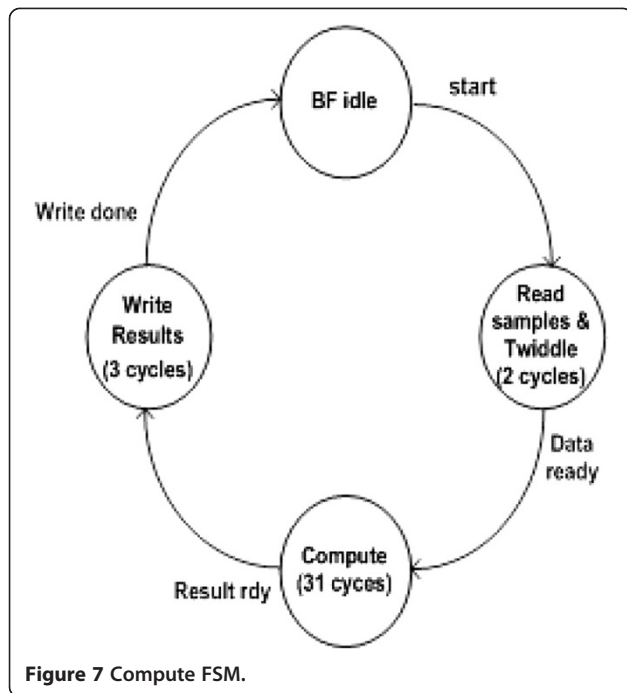 BF idle
start
Write done
Write
Results
(3 cycles)
Read
samples &
Twiddle
(2 cycles)
Data
ready
Compute
(31 cyces)
Result rdy
Figure 7 Compute FSM.